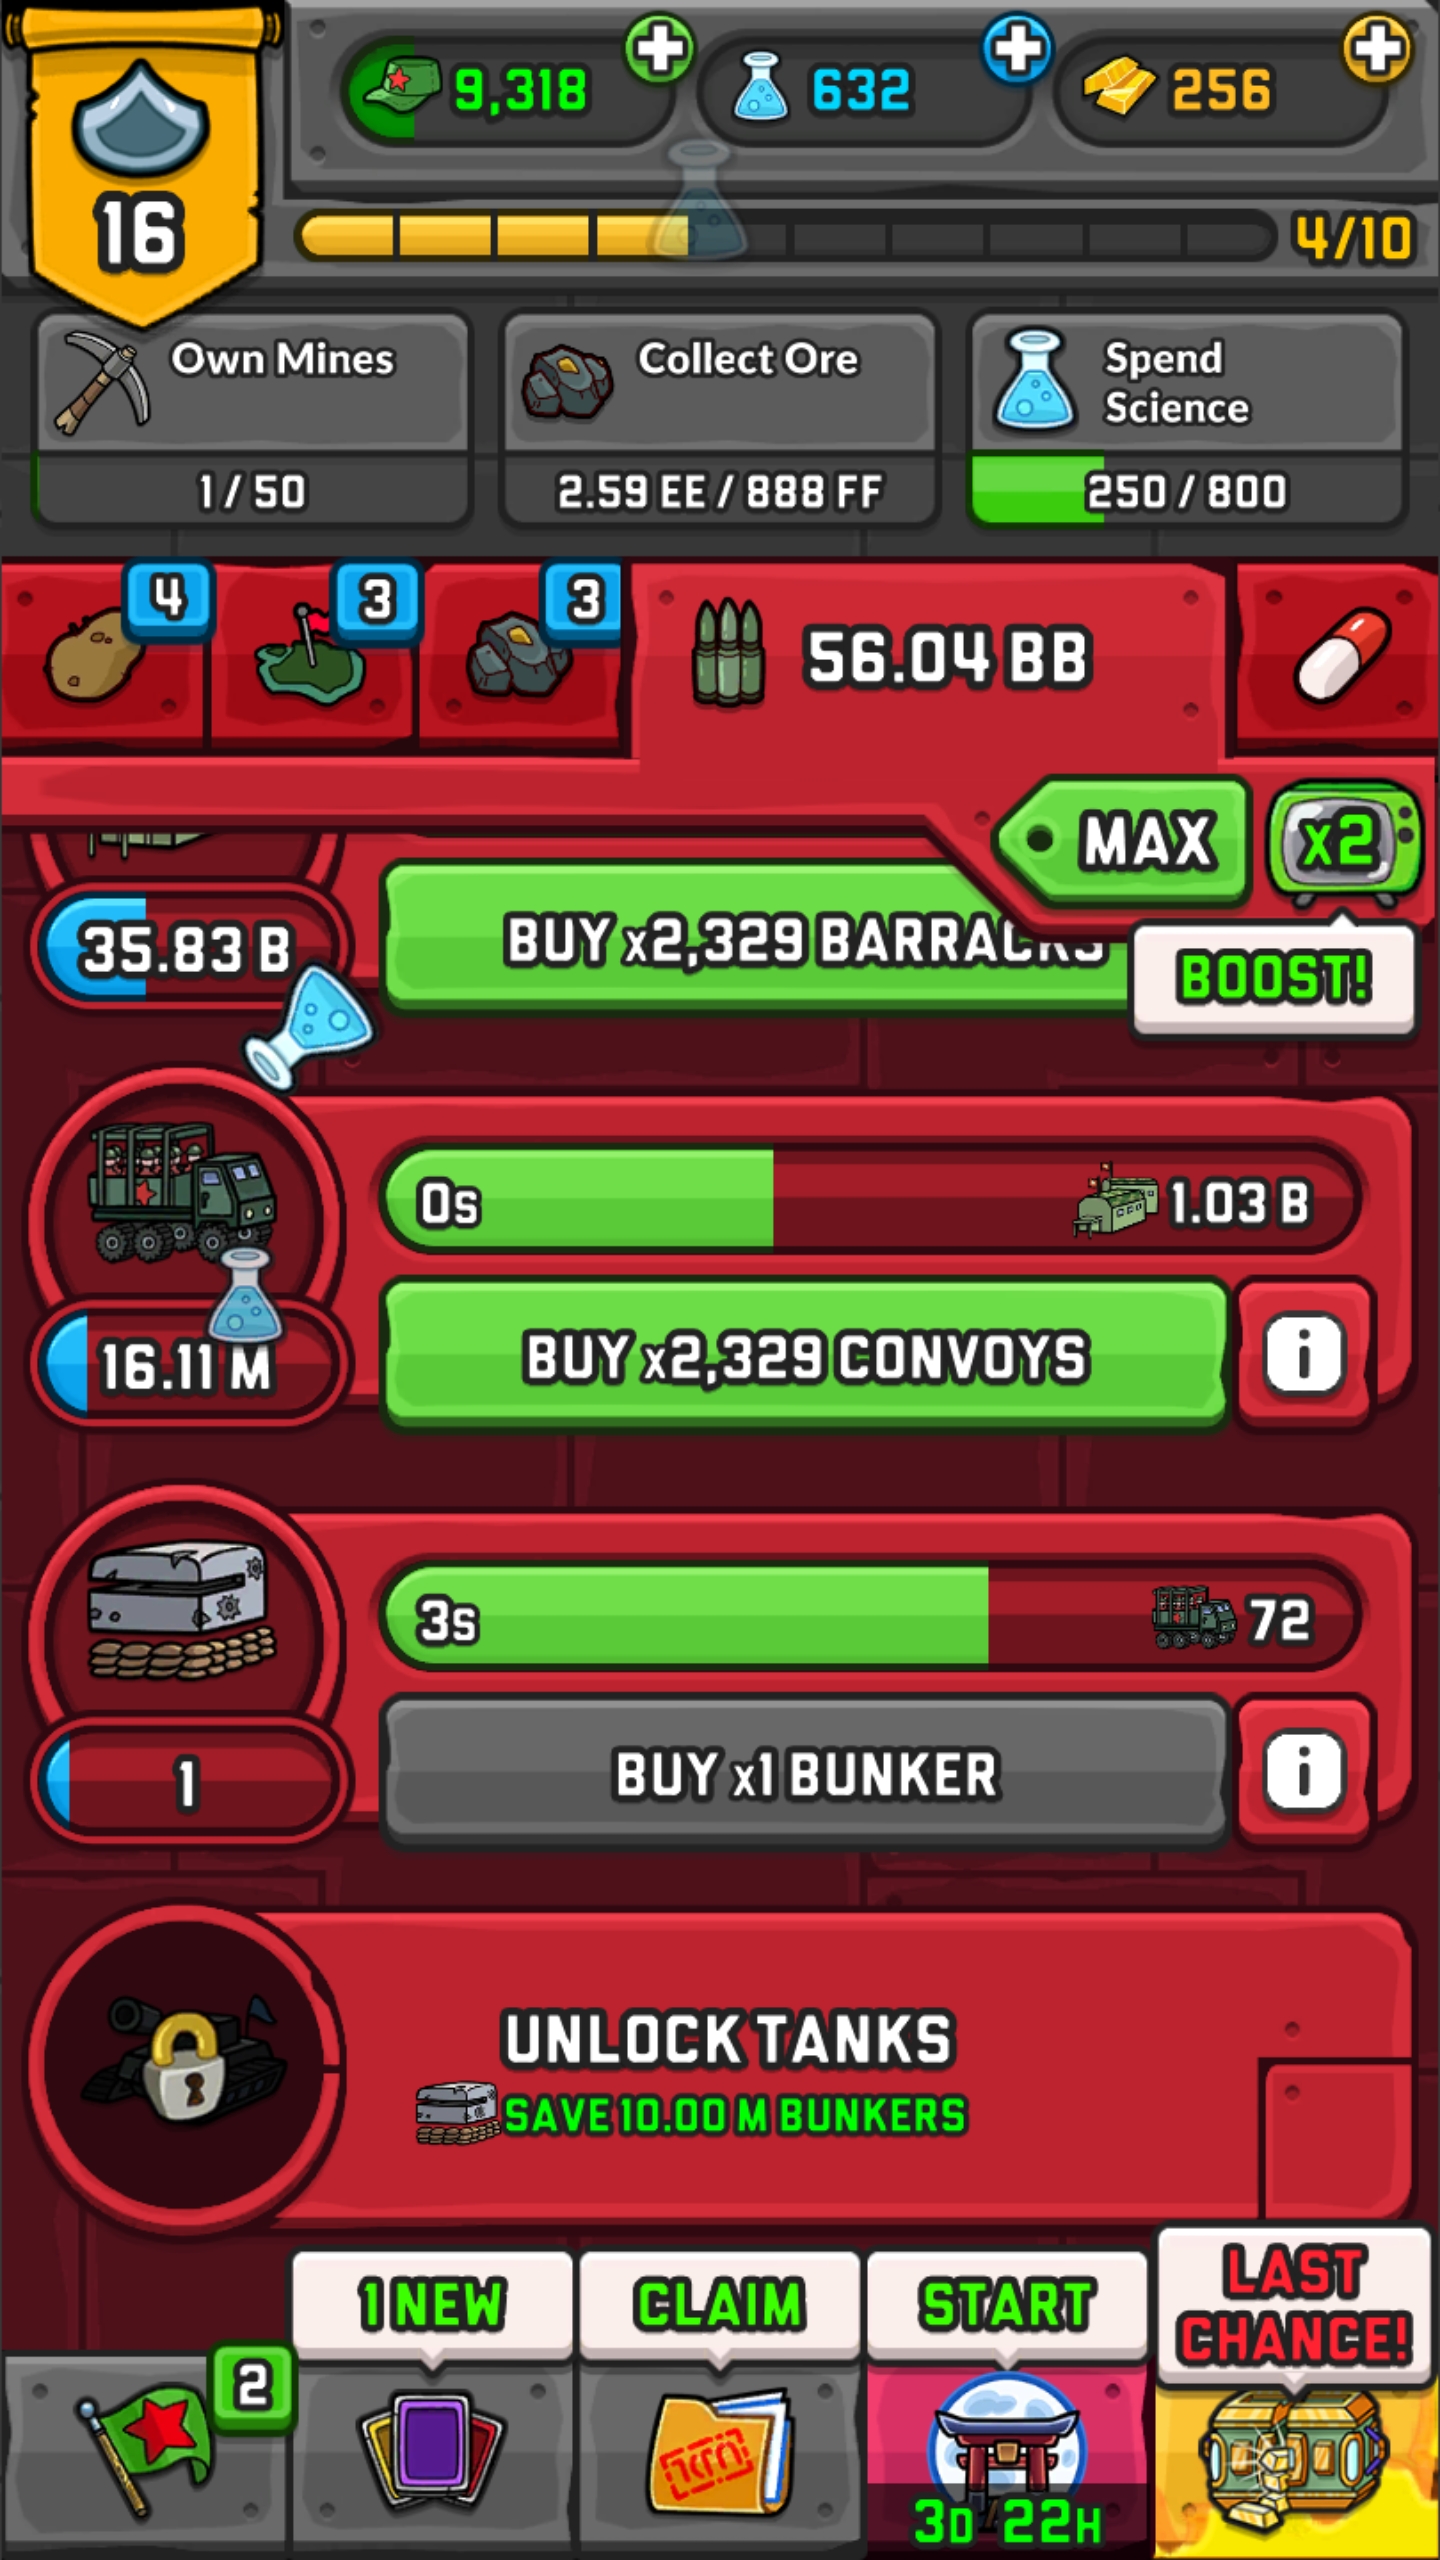 16
9,318
632
256
4/10
Own Mines
1 / 50
Collect Ore
2.59 EE / 888 FF
Spend
Science
250 / 800
4
3
3
56.04 BB
MAX
x2
BOOST!
35.83 B
BUY x2,329 BARRACKS
0s
1.03 B
16.11 M
BUY x2,329 CONVOYS
i
3s
72
1
BUY x1 BUNKER
i
UNLOCK TANKS
SAVE 10.00 M BUNKERS
2
1 NEW
CLAIM
START
LAST
CHANCE!
3D 22H